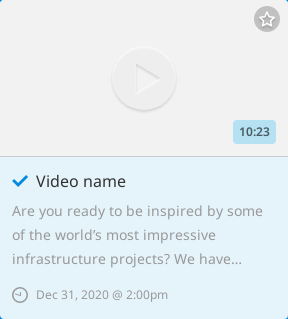 10:23
Video name
Are you ready to be inspired by some
of the world’s most impressive
infrastructure projects? We have...
Dec 31, 2020 @ 2:00pm